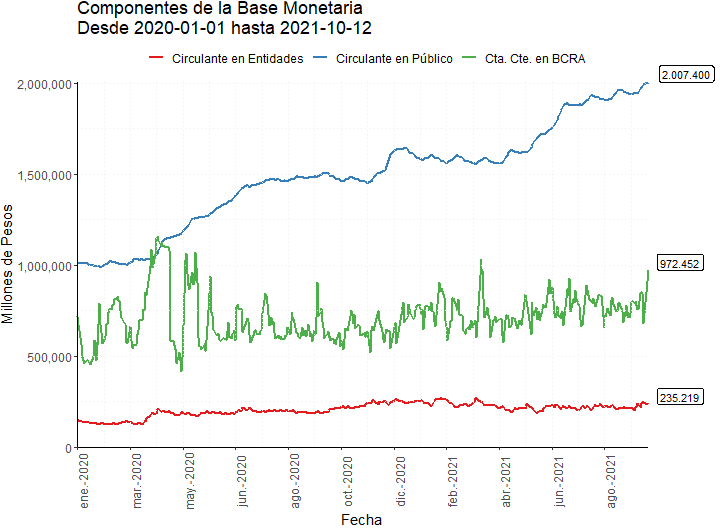 Componentes de la Base Monetaria
Desde 2020-01-01 hasta 2021-10-12
Circulante en Entidades Circulante en Público Cta. Cte. en BCRA
Millones de Pesos
2,000,000
1,500,000
1,000,000
500,000
0
2.007.400
972.452
235.219
ene.-2020
mar.-2020
may.-2020
jun.-2020
ago.-2020
oct.-2020
dic.-2020
feb.-2021
abr.-2021
jun.-2021
ago.-2021
Fecha